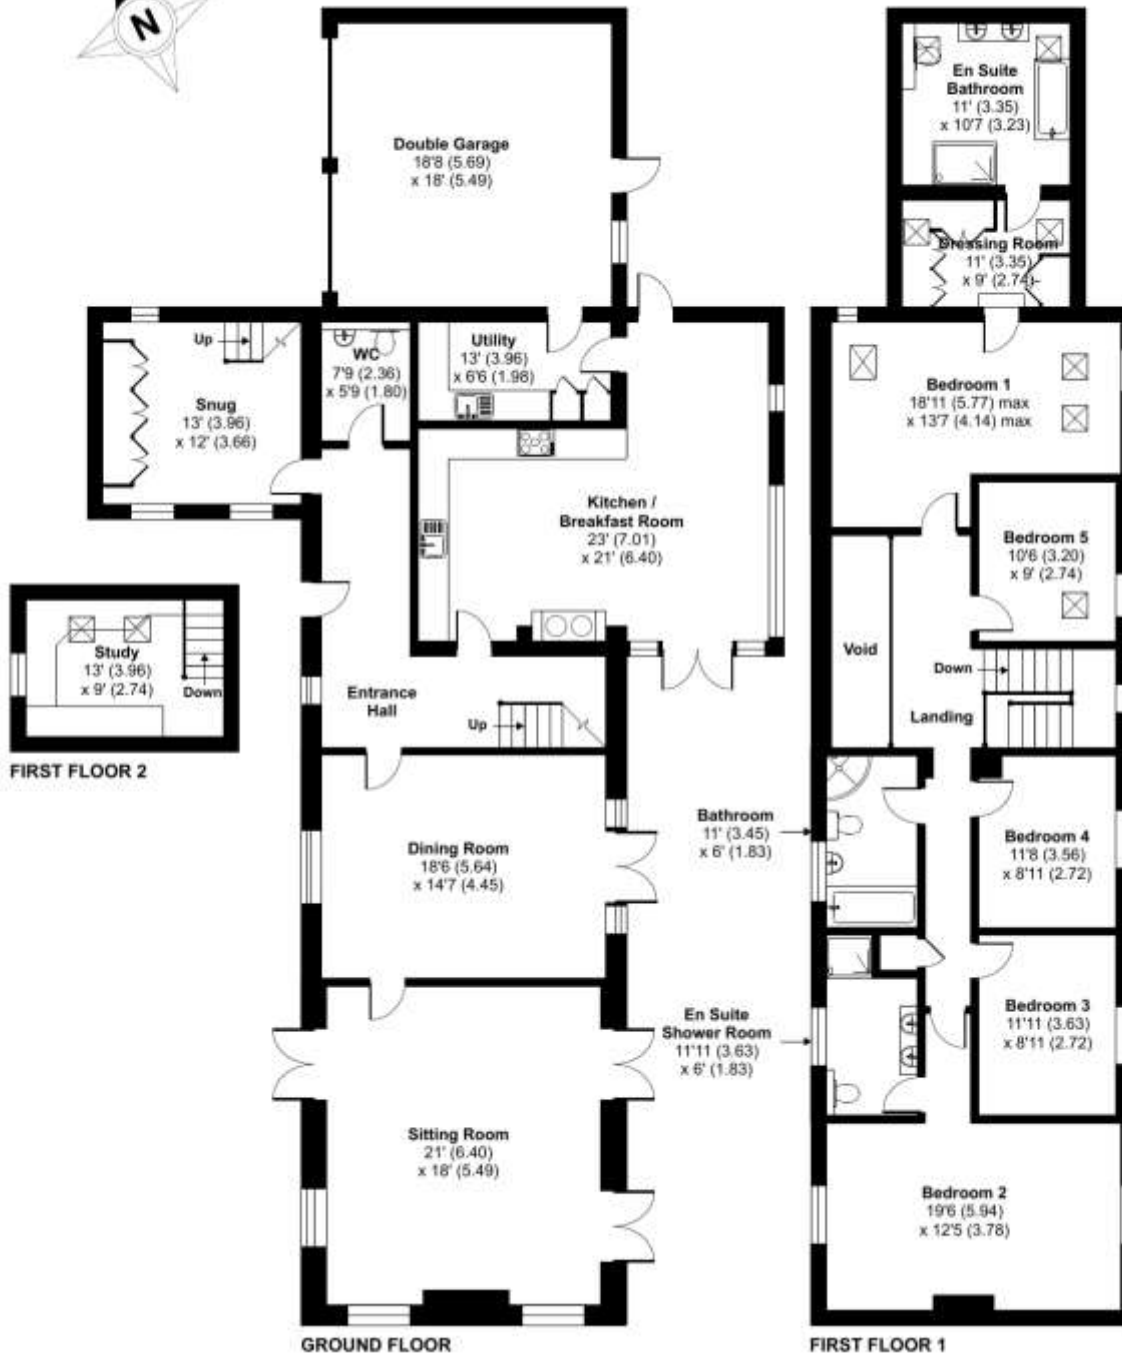 N
Double Garage
18'8 (5.69)
x 18' (5.49)
Up
Snug
13' (3.96)
x 12' (3.66)
WC
7'9 (2.36)
x 5'9 (1.80)
Utility
13' (3.96)
x 6'6 (1.98)
Kitchen /
Breakfast Room
23' (7.01)
x 21' (6.40)
Study
13' (3.96)
x 9' (2.74)
Down
FIRST FLOOR 2
Entrance
Hall
Up
Dining Room
18'6 (5.64)
x 14'7 (4.45)
Sitting Room
21' (6.40)
x 18' (5.49)
GROUND FLOOR
En Suite
Bathroom
11' (3.35)
x 10'7 (3.23)
Dressing Room
11' (3.35)
x 9' (2.74)
Bedroom 1
18'11 (5.77) max
x 13'7 (4.14) max
Bedroom 5
10'6 (3.20)
x 9' (2.74)
Void
Down
Landing
Bathroom
11' (3.45)
x 6' (1.83)
Bedroom 4
11'8 (3.56)
x 8'11 (2.72)
En Suite
Shower Room
11'11 (3.63)
x 6' (1.83)
Bedroom 3
11'11 (3.63)
x 8'11 (2.72)
Bedroom 2
19'6 (5.94)
x 12'5 (3.78)
FIRST FLOOR 1